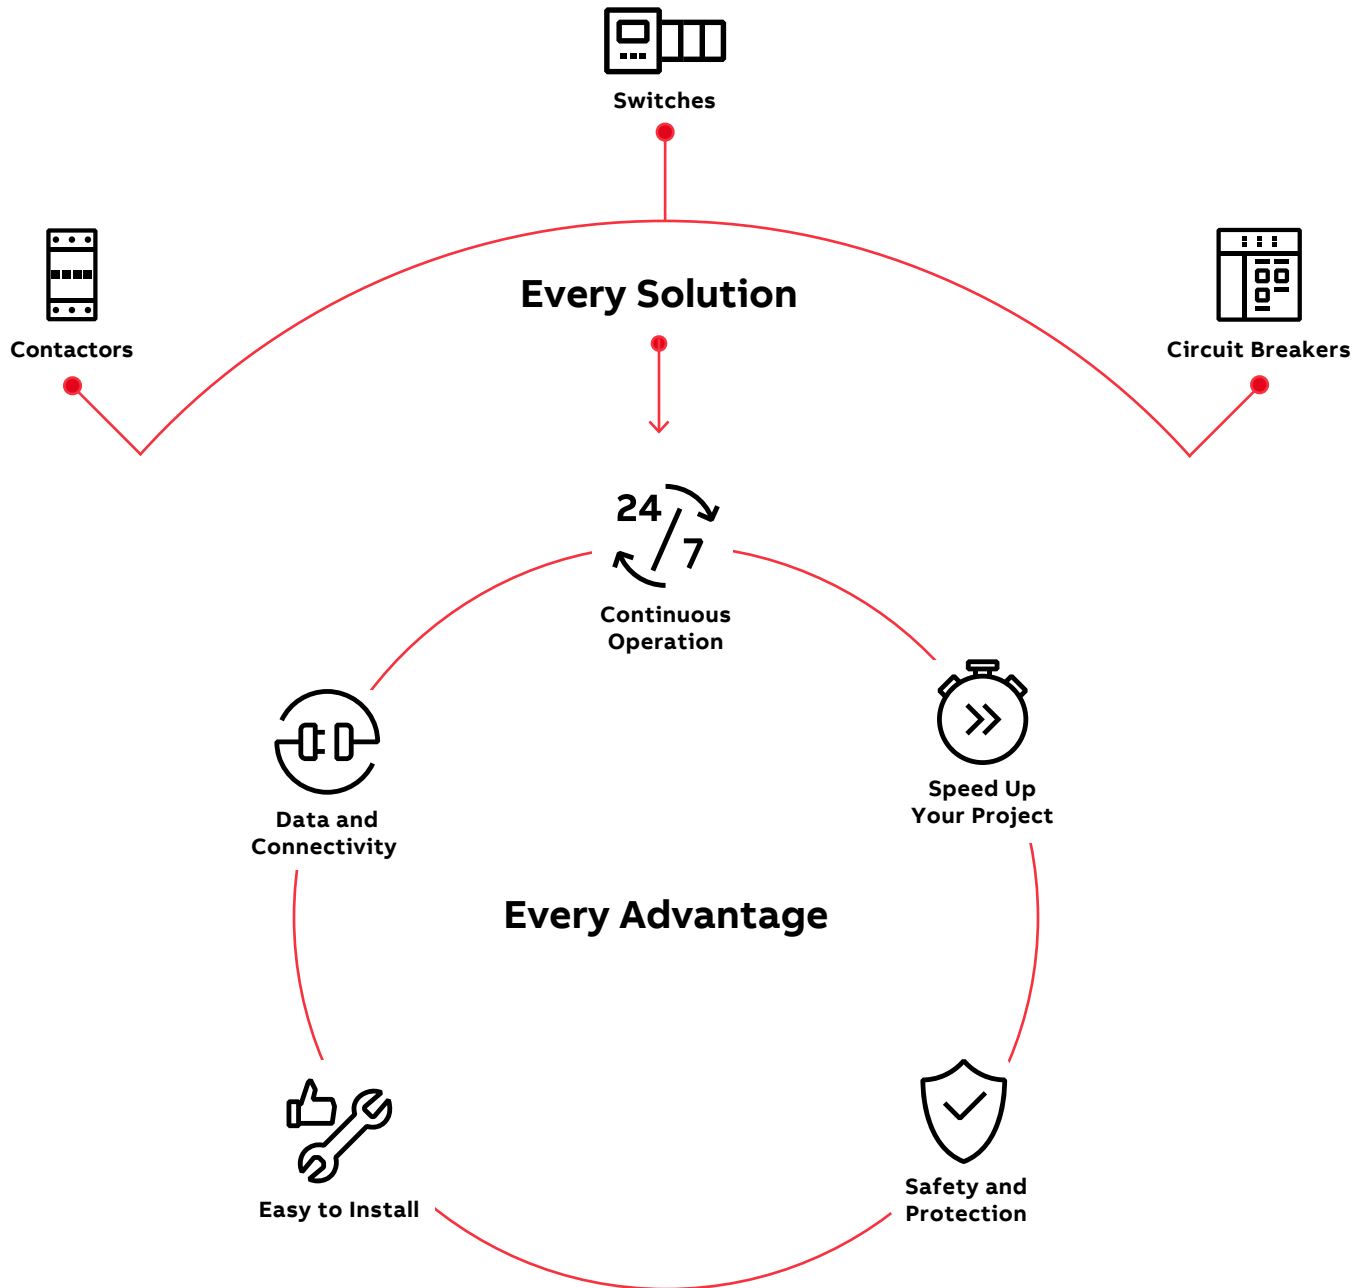 Switches
Every Solution
Contactors
Circuit Breakers
24
7
Continuous
Operation
Speed Up
Your Project
Data and
Connectivity
Every Advantage
Easy to Install
Safety and
Protection